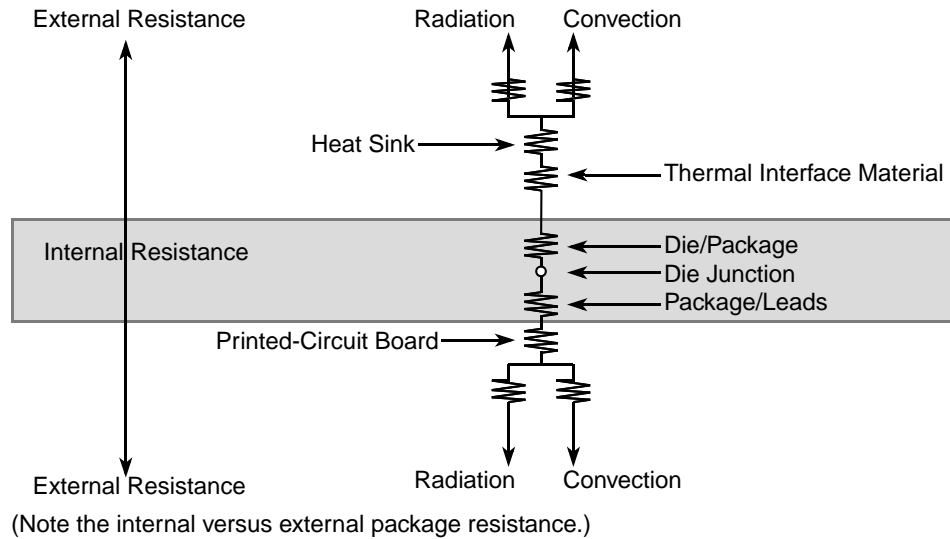 External Resistance
Radiation
Convection
Heat Sink
Thermal Interface Material
Internal Resistance
Die/Package
Die Junction
Package/Leads
Printed-Circuit Board
External Resistance
Radiation
Convection
(Note the internal versus external package resistance.)